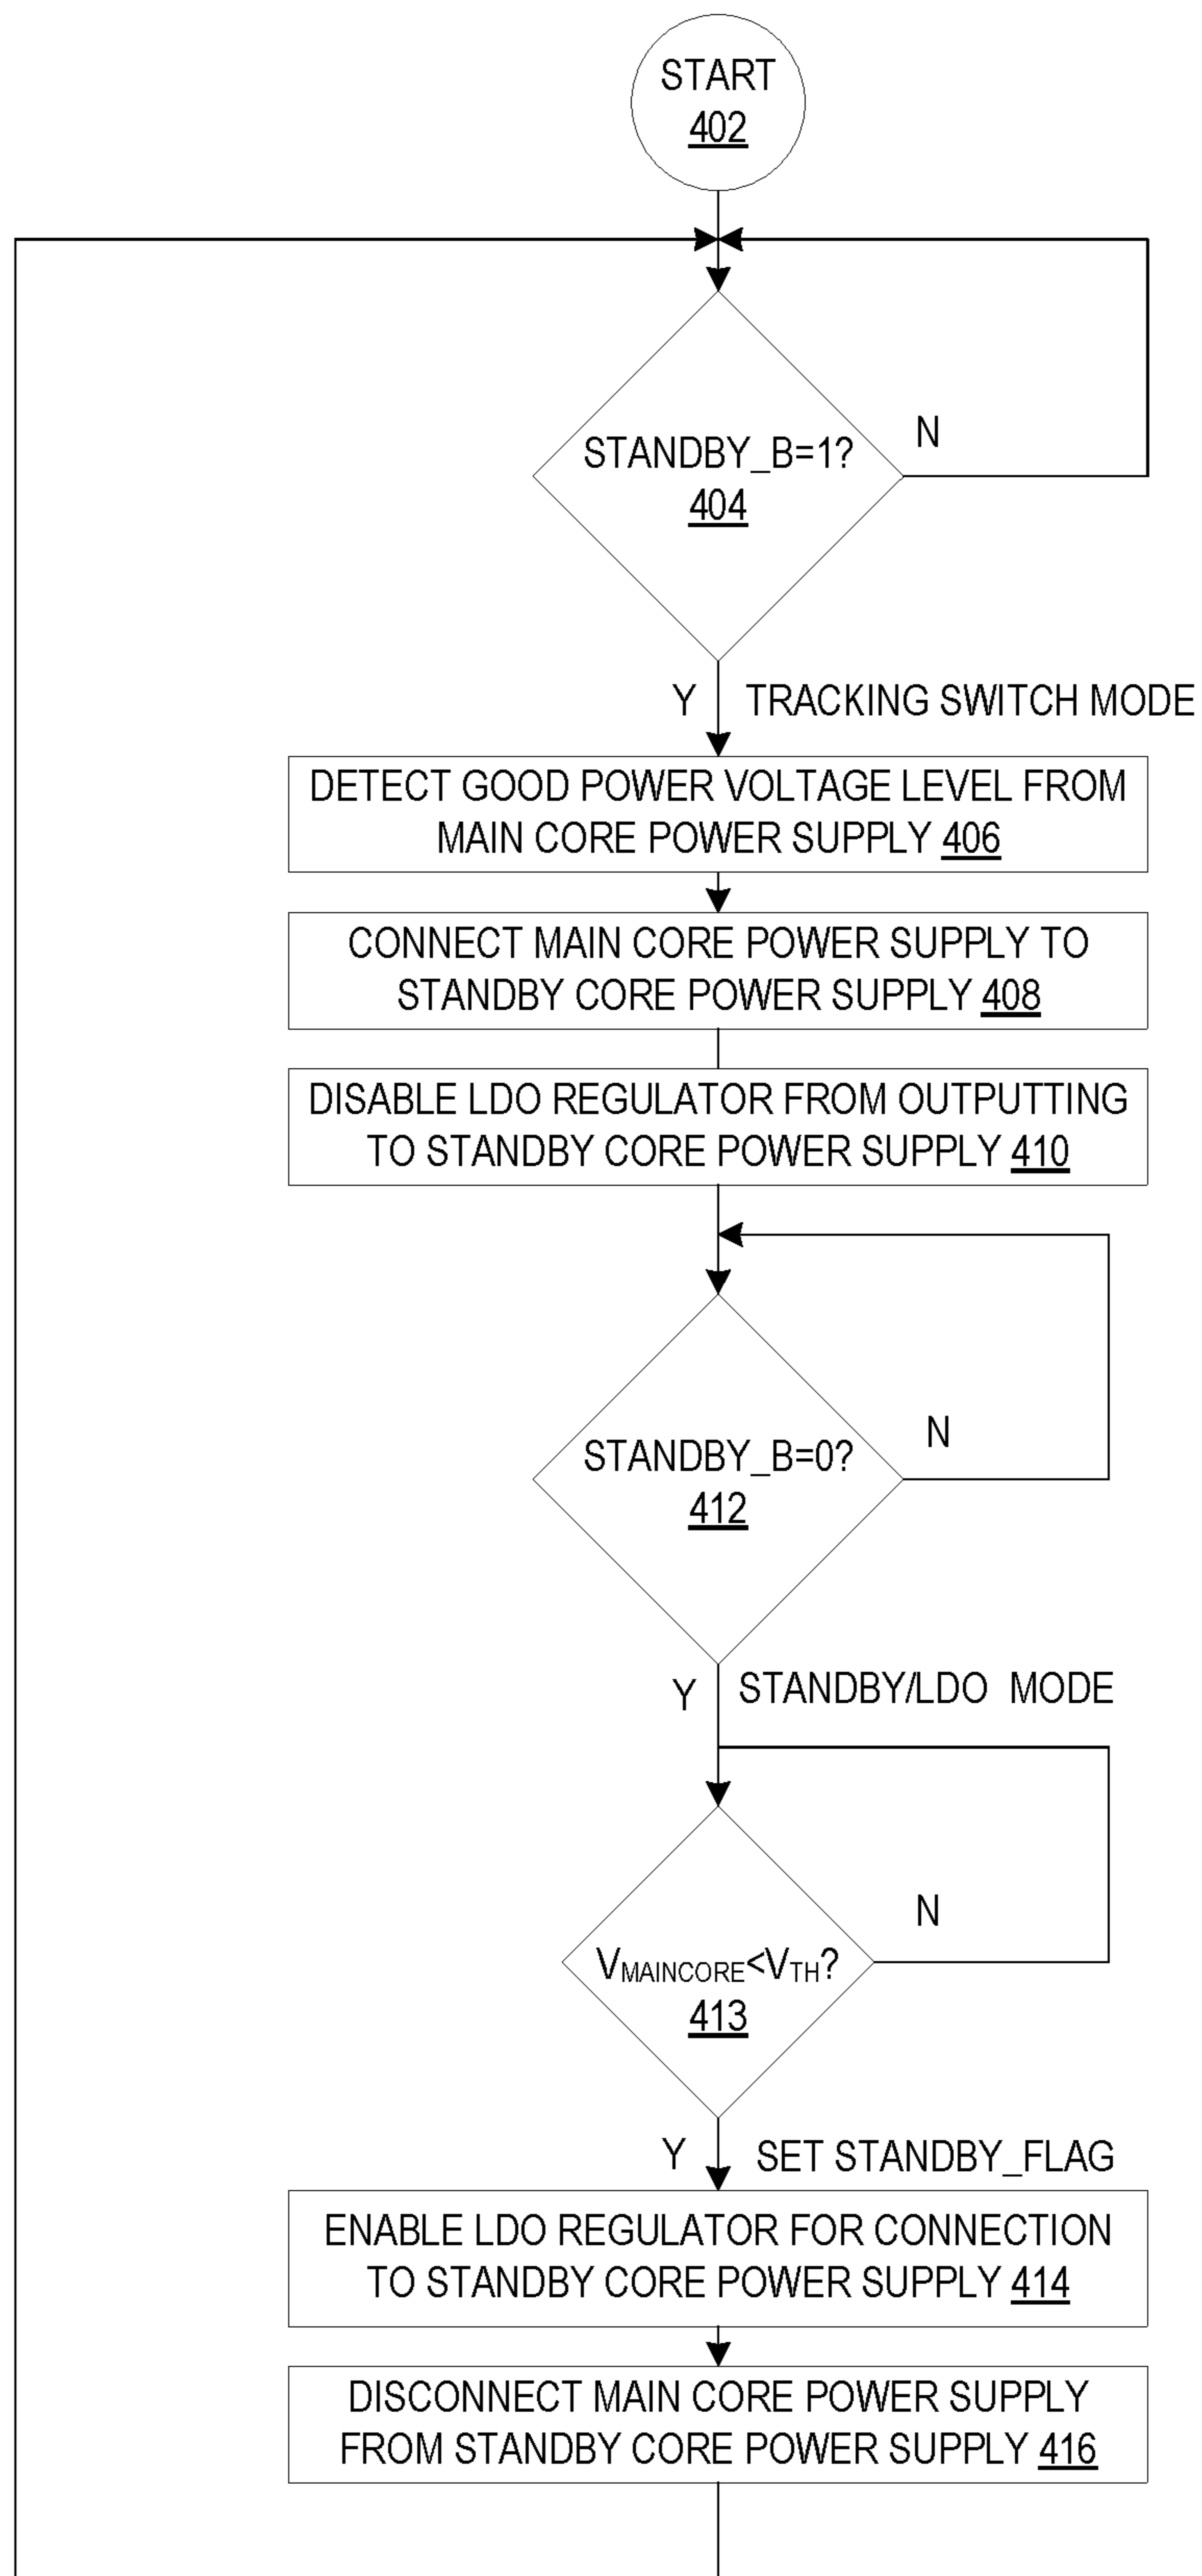 START
402
STANDBY_B=1?
404
N
Y
TRACKING SWITCH MODE
DETECT GOOD POWER VOLTAGE LEVEL FROM
MAIN CORE POWER SUPPLY 406
CONNECT MAIN CORE POWER SUPPLY TO
STANDBY CORE POWER SUPPLY 408
DISABLE LDO REGULATOR FROM OUTPUTTING
TO STANDBY CORE POWER SUPPLY 410
STANDBY_B=0?
412
N
Y
STANDBY/LDO MODE
VMAINCORE<VTH?
413
N
Y
SET STANDBY_FLAG
ENABLE LDO REGULATOR FOR CONNECTION
TO STANDBY CORE POWER SUPPLY 414
DISCONNECT MAIN CORE POWER SUPPLY
FROM STANDBY CORE POWER SUPPLY 416